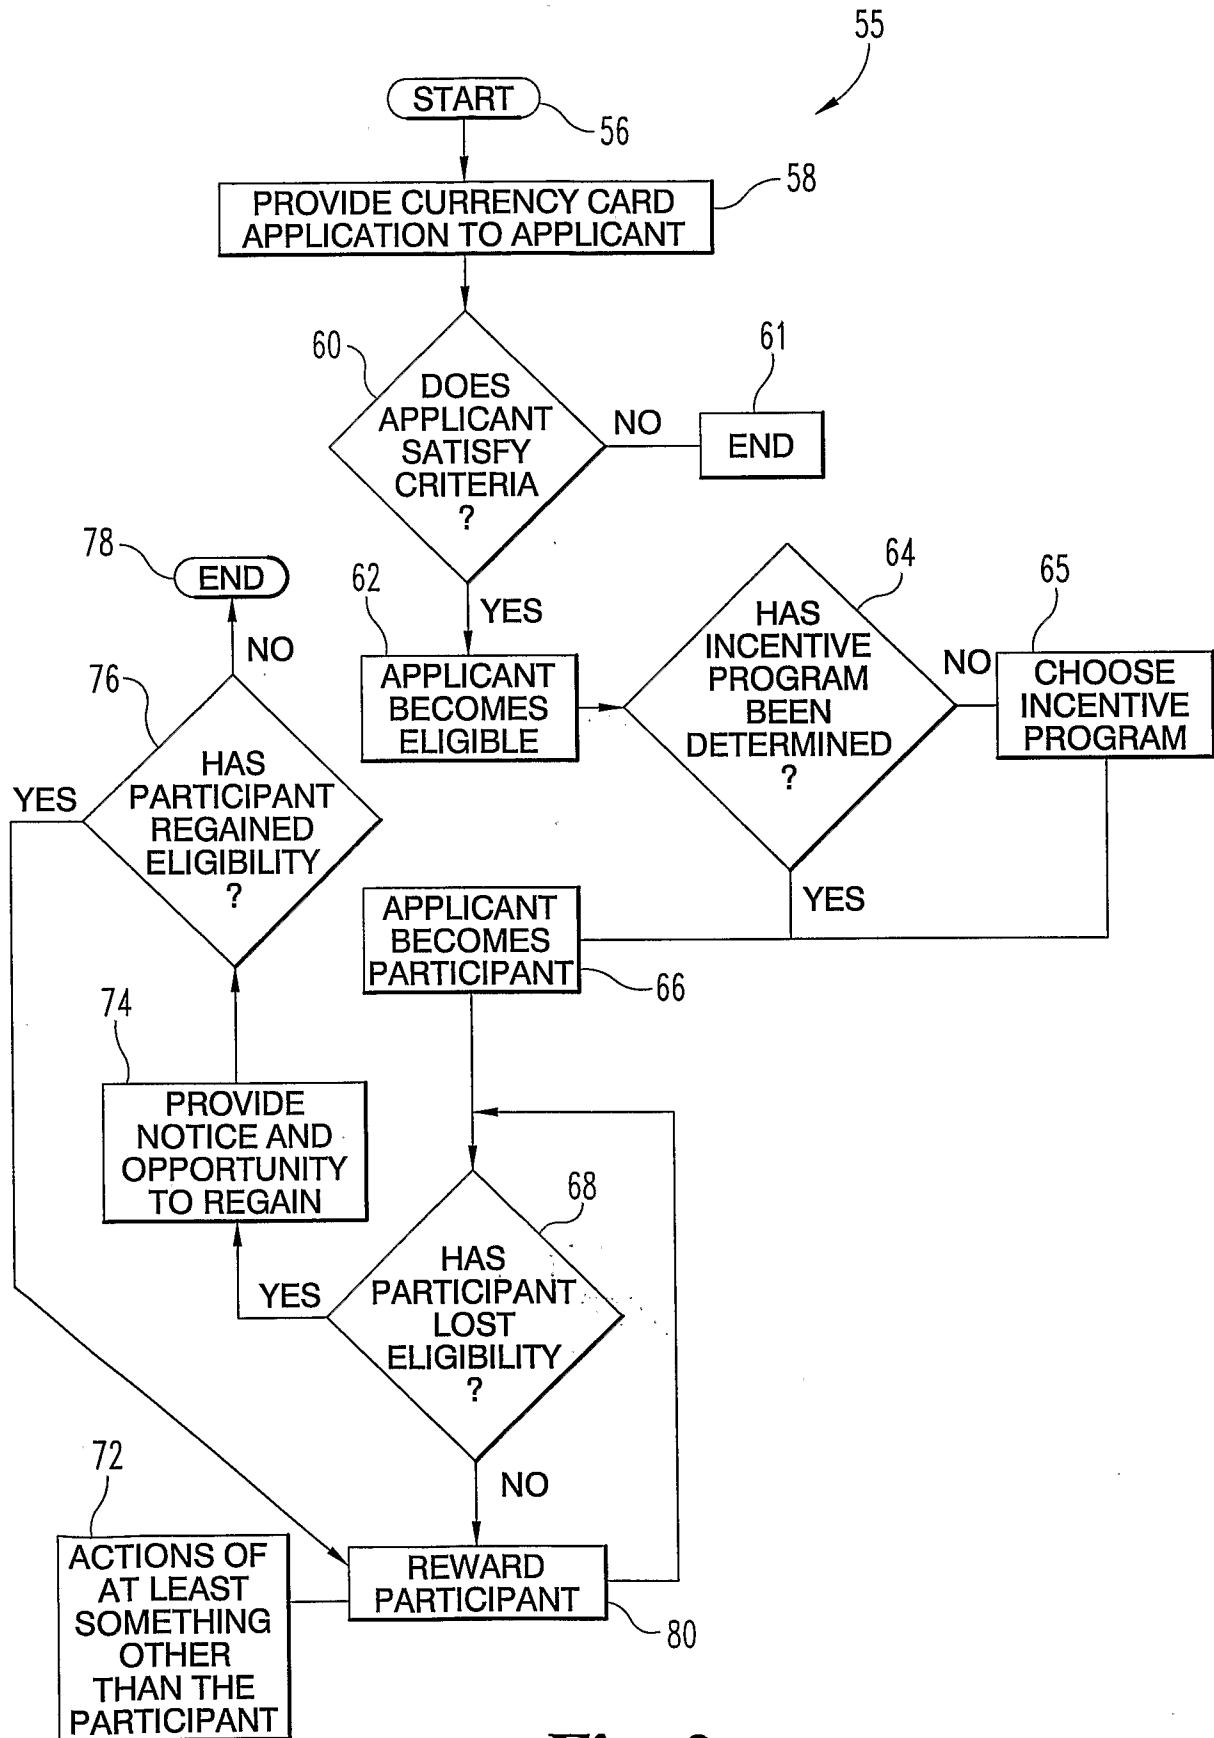 55
START
56
PROVIDE CURRENCY CARD
APPLICATION TO APPLICANT
58
60
DOES
APPLICANT
SATISFY
CRITERIA
?
NO
61
END
YES
62
APPLICANT
BECOMES
ELIGIBLE
64
HAS
INCENTIVE
PROGRAM
BEEN
DETERMINED
?
NO
65
CHOOSE
INCENTIVE
PROGRAM
YES
78
END
NO
76
HAS
PARTICIPANT
REGAINED
ELIGIBILITY
?
YES
APPLICANT
BECOMES
PARTICIPANT
66
74
PROVIDE
NOTICE AND
OPPORTUNITY
TO REGAIN
68
HAS
PARTICIPANT
LOST
ELIGIBILITY
?
YES
NO
72
ACTIONS OF
AT LEAST
SOMETHING
OTHER
THAN THE
PARTICIPANT
REWARD
PARTICIPANT
80